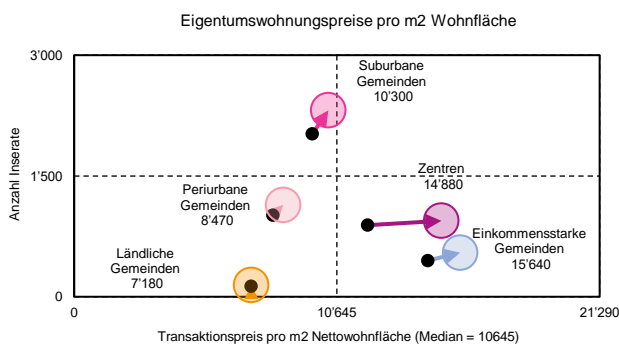 Eigentumswohnungspreise pro m2 Wohnfläche
3'000
Suburbane
Gemeinden
10'300
Anzahl Inserate
1'500
Zentren
14'880
Periurbane
Gemeinden
8'470
Einkommensstarke
Gemeinden
15'640
Ländliche
Gemeinden
7'180
0
0
10'645
21'290
Transaktionspreis pro m2 Nettowohnfläche (Median = 10645)